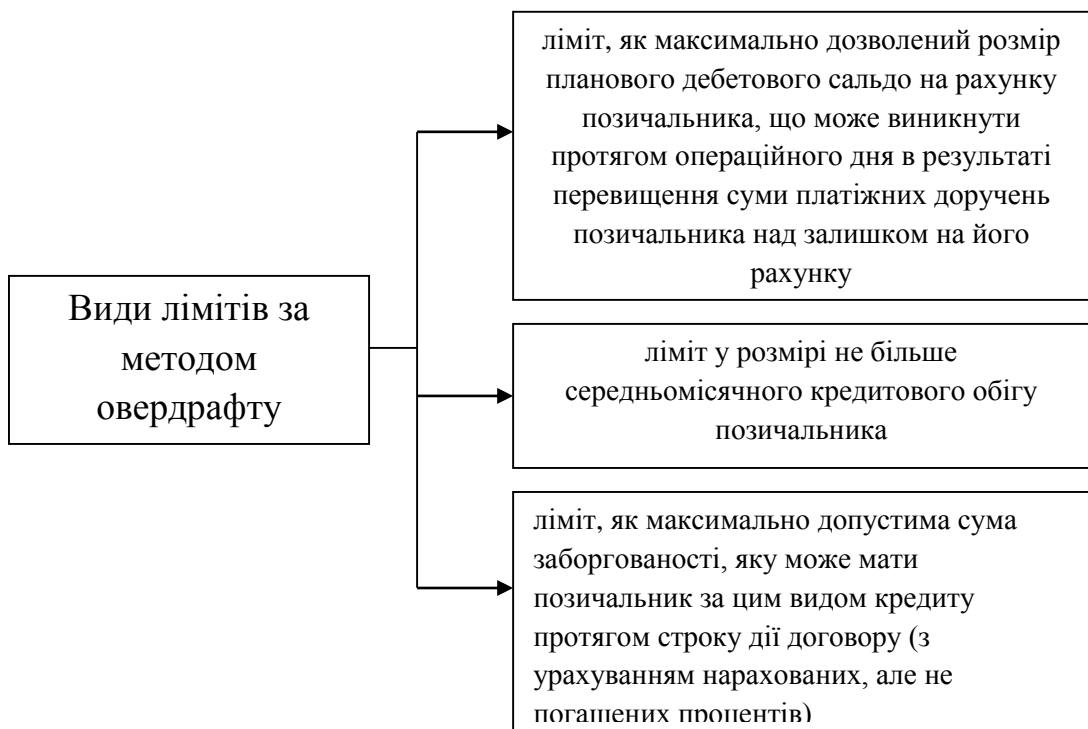 ліміт, як максимально дозволений розмір
планового дебетового сальдо на рахунку
позичальника, що може виникнути
протягом операційного дня в результаті
перевищення суми платіжних доручень
позичальника над залишком на його
рахунку
Види лімітів за
методом
овердрафту
ліміт у розмірі не більше
середньомісячного кредитового обігу
позичальника
ліміт, як максимально допустима сума
заборгованості, яку може мати
позичальник за цим видом кредиту
протягом строку дії договору (з
урахуванням нарахованих, але не
погашених процентів)